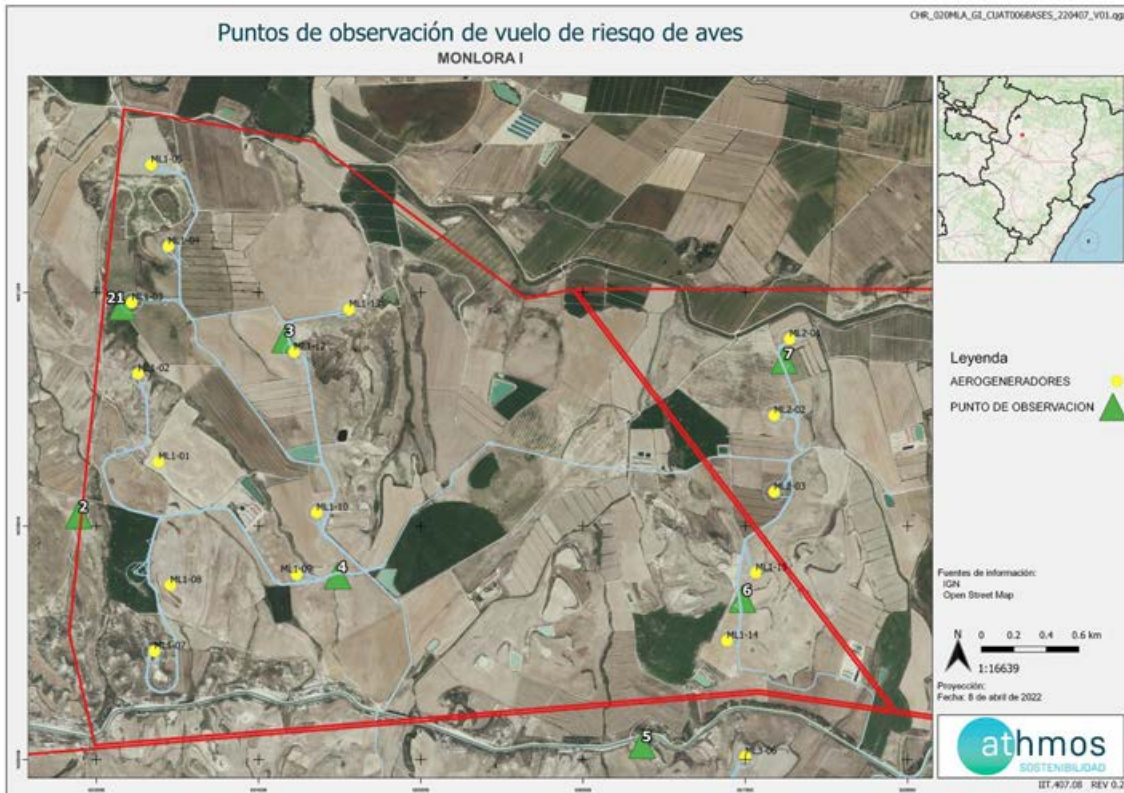 CHR_020MLA_GI_CUAT006BASES_220407_V01.qg
Puntos de observación de vuelo de riesgo de aves
MONLORA I
ML1-05
ML1-04
21
ML1-03
ML1-13
3
ML1-12
ML2-01
7
ML1-02
ML2-02
ML1-01
ML2-03
2
ML1-10
ML1-09
4
ML1-08
6
ML1-14
ML1-07
5
Leyenda
AEROGENERADORES
PUNTO DE OBSERVACION
Fuentes de información:
IGN
Open Street Map
N
0 0.2 0.4 0.6 km
1:16639
Proyección:
Fecha: 8 de abril de 2022
athmos
SOSTENIBILIDAD
IIT.407.08 REV 0.2